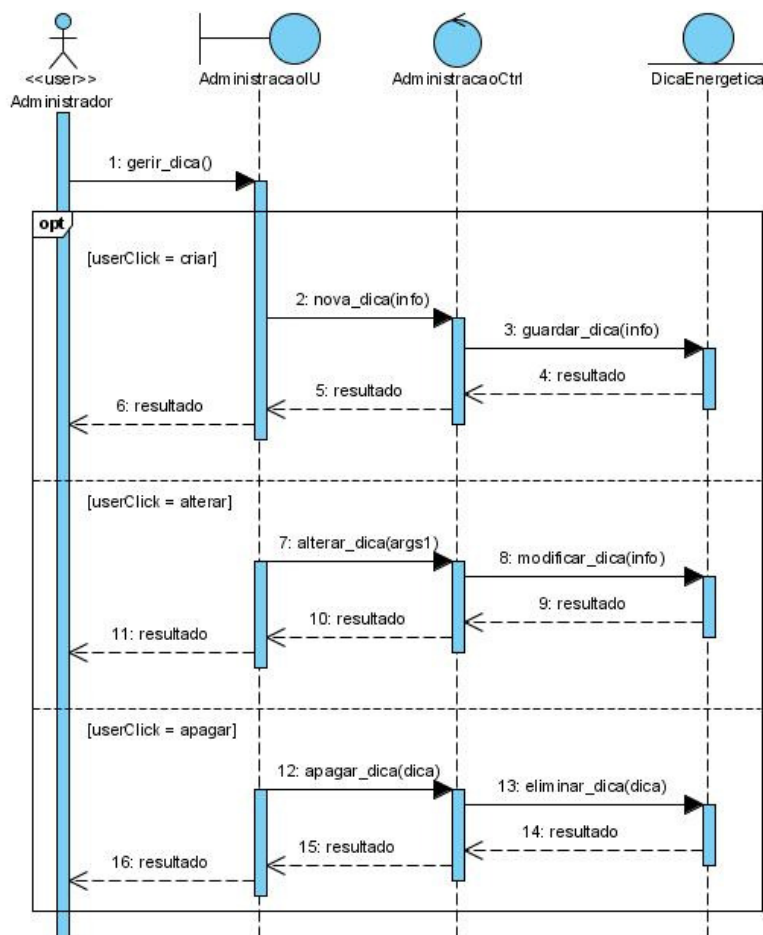 <<user>>
Administrador
AdministracaoIU
AdministracaoCtrl
DicaEnergetica
1: gerir_dica()
opt
[userClick = criar]
2: nova_dica(info)
3: guardar_dica(info)
4: resultado
5: resultado
6: resultado
[userClick = alterar]
7: alterar_dica(args1)
8: modificar_dica(info)
9: resultado
10: resultado
11: resultado
[userClick = apagar]
12: apagar_dica(dica)
13: eliminar_dica(dica)
14: resultado
15: resultado
16: resultado